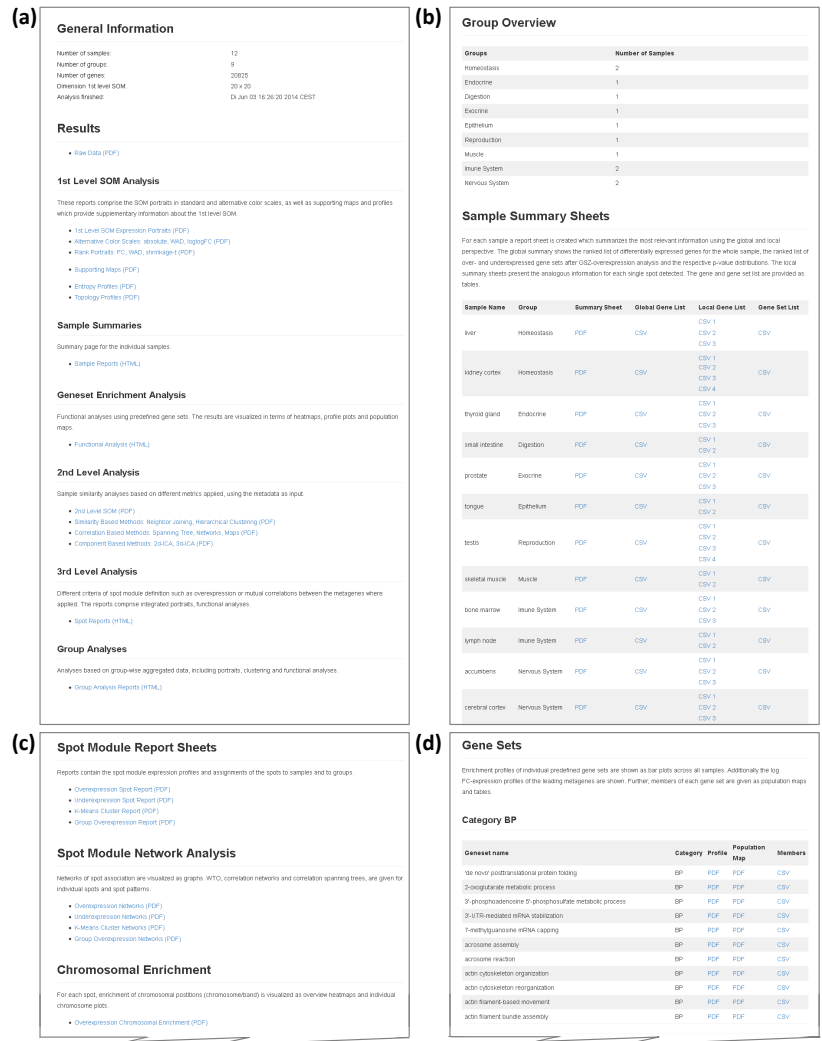 (a)
General Information
Number of samples: 12
Number of groups: 9
Number of genes: 20825
Dimension 1st level SOM: 20 x 20
Analysis finished: Di Jun 03 16:26:20 2014 CEST
Results
• Raw Data (PDF)
1st Level SOM Analysis
These reports comprise the SOM portraits in standard and alternative color scales, as well as supporting maps and profiles
which provide supplementary information about the 1st level SOM.
• 1st Level SOM Expression Portraits (PDF)
• Alternative Color Scales: absolute, WAD, loglogFC (PDF)
• Rank Portraits: FC, WAD, shrinkage-t (PDF)
• Supporting Maps (PDF)
• Entropy Profiles (PDF)
• Topology Profiles (PDF)
Sample Summaries
Summary page for the individual samples.
• Sample Reports (HTML)
Geneset Enrichment Analysis
Functional analyses using predefined gene sets. The results are visualized in terms of heatmaps, profile plots and population
maps.
• Functional Analysis (HTML)
2nd Level Analysis
Sample similarity analyses based on different metrics applied, using the metadata as input.
• 2nd Level SOM (PDF)
• Similarity Based Methods: Neighbor Joining, Hierarchical Clustering (PDF)
• Correlation Based Methods: Spanning Tree, Networks, Maps (PDF)
• Component Based Methods: 2d-ICA, 3d-ICA (PDF)
3rd Level Analysis
Different criteria of spot module definition such as overexpression or mutual correlations between the metagenes where
applied. The reports comprise integrated portraits, functional analyses.
• Spot Reports (HTML)
Group Analyses
Analyses based on group-wise aggregated data, including portraits, clustering and functional analyses.
• Group Analysis Reports (HTML)
(b)
Group Overview
Groups Number of Samples
Homeostasis 2
Endocrine 1
Digestion 1
Exocrine 1
Epithelium 1
Reproduction 1
Muscle 1
Imune System 2
Nervous System 2
Sample Summary Sheets
For each sample a report sheet is created which summarizes the most relevant information using the global and local
perspective. The global summary shows the ranked list of differentially expressed genes for the whole sample, the ranked list of
over- and underexpressed gene sets after GSZ-overexpression analysis and the respective p-value distributions. The local
summary sheets present the analogous information for each single spot detected. The gene and gene set list are provided as
tables.
Sample Name Group Summary Sheet Global Gene List Local Gene List Gene Set List
CSV 1
liver Homeostasis PDF CSV CSV 2 CSV
CSV 3
CSV 1
CSV 2
kidney cortex Homeostasis PDF CSV CSV
CSV 3
CSV 4
CSV 1
thyroid gland Endocrine PDF CSV CSV 2 CSV
CSV 3
CSV 1
small intestine Digestion PDF CSV CSV
CSV 2
CSV 1
prostate Exocrine PDF CSV CSV 2 CSV
CSV 3
CSV 1
tongue Epithelium PDF CSV CSV
CSV 2
CSV 1
CSV 2
testis Reproduction PDF CSV CSV
CSV 3
CSV 4
CSV 1
skeletal muscle Muscle PDF CSV CSV
CSV 2
CSV 1
bone marrow Imune System PDF CSV CSV 2 CSV
CSV 3
CSV 1
lymph node Imune System PDF CSV CSV
CSV 2
CSV 1
accumbens Nervous System PDF CSV CSV 2 CSV
CSV 3
CSV 1
cerebral cortex Nervous System PDF CSV CSV 2 CSV
CSV 3
(c)
Spot Module Report Sheets
Reports contain the spot module expression profiles and assignments of the spots to samples and to groups.
• Overexpression Spot Report (PDF)
• Underexpression Spot Report (PDF)
• K-Means Cluster Report (PDF)
• Group Overexpression Report (PDF)
Spot Module Network Analysis
Networks of spot association are visualized as graphs. WTO, correlation networks and correlation spanning trees, are given for
individual spots and spot patterns.
• Overexpression Networks (PDF)
• Underexpression Networks (PDF)
• K-Means Cluster Networks (PDF)
• Group Overexpression Networks (PDF)
Chromosomal Enrichment
For each spot, enrichment of chromosomal postitions (chromosome/band) is visualized as overview heatmaps and individual
chromosome plots.
• Overexpression Chromosomal Enrichment (PDF)
(d)
Gene Sets
Enrichment profiles of individual predefined gene sets are shown as bar plots across all samples. Additionally the log
FC-expression profiles of the leading metagenes are shown. Further, members of each gene set are given as population maps
and tables.
Category BP
Geneset name Category Profile Population Map Members
'de novo' posttranslational protein folding BP PDF PDF CSV
2-oxoglutarate metabolic process BP PDF PDF CSV
3'-phosphoadenosine 5'-phosphosulfate metabolic process BP PDF PDF CSV
3'-UTR-mediated mRNA stabilization BP PDF PDF CSV
7-methylguanosine mRNA capping BP PDF PDF CSV
acrosome assembly BP PDF PDF CSV
acrosome reaction BP PDF PDF CSV
actin cytoskeleton organization BP PDF PDF CSV
actin cytoskeleton reorganization BP PDF PDF CSV
actin filament-based movement BP PDF PDF CSV
actin filament bundle assembly BP PDF PDF CSV